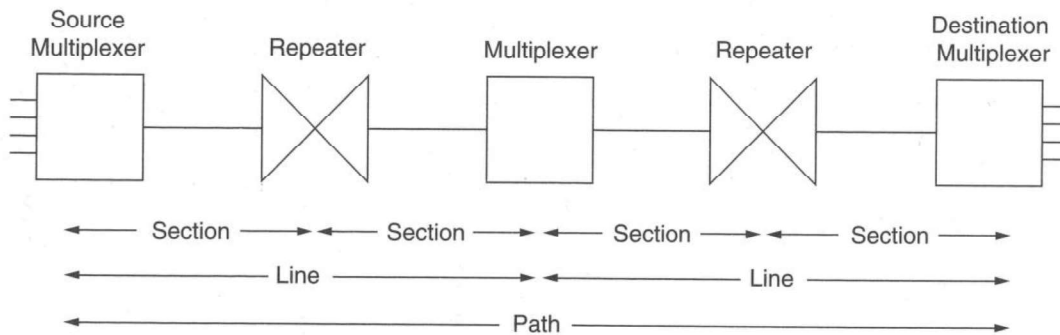 Source
Multiplexer
Repeater
Multiplexer
Repeater
Destination
Multiplexer
Section
Section
Section
Section
Line
Line
Path